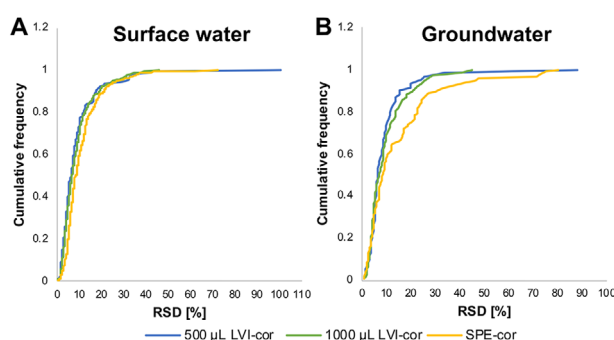 A Surface water
1.2
1
0.8
0.6
0.4
0.2
0
Cumulative frequency
0 10 20 30 40 50 60 70 80 90 100 110
RSD [%]
B Groundwater
1.2
1
0.8
0.6
0.4
0.2
0
Cumulative frequency
0 10 20 30 40 50 60 70 80 90 100
RSD [%]
500 µL LVI-cor 1000 µL LVI-cor SPE-cor